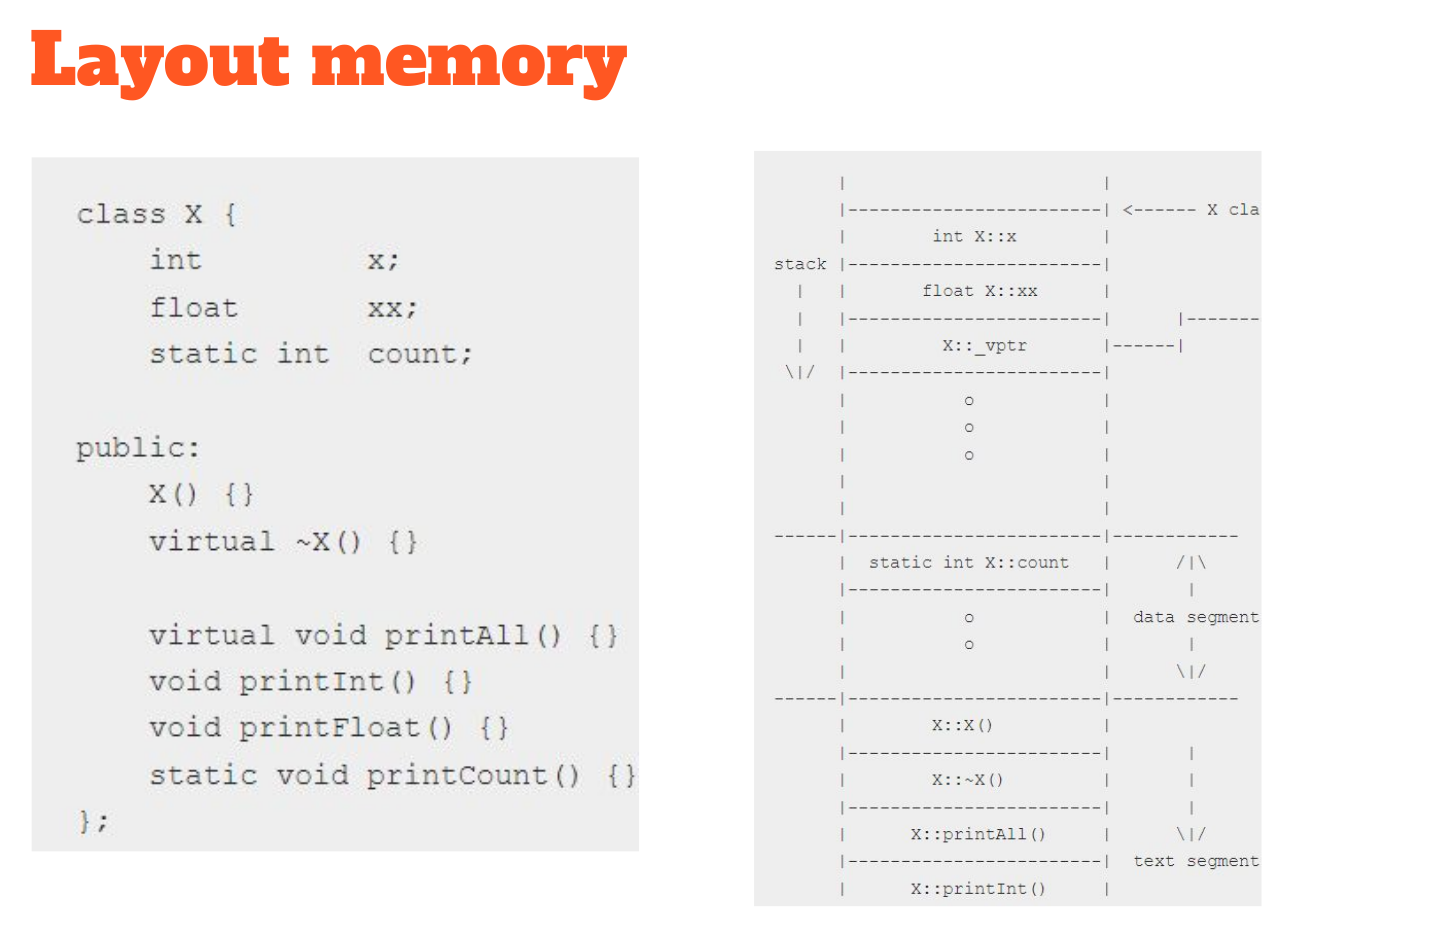 Layout memory
class X {
    int         x;
    float       xx;
    static int  count;
public:
    X() {}
    virtual ~X() {}
    virtual void printAll() {}
    void printInt() {}
    void printFloat() {}
    static void printCount() {}
};
      |                        |
      |------------------------| <------ X cla
      |        int X::x        |
stack |------------------------|
  |   |       float X::xx      |
  |   |------------------------|      |-------
  |   |         X::_vptr       |------|
 \|/  |------------------------|
      |           o            |
      |           o            |
      |           o            |
      |                        |
      |                        |
------|------------------------|------------
      |  static int X::count   |      /|\
      |------------------------|       |
      |           o            |  data segment
      |           o            |       |
      |                        |      \|/
------|------------------------|------------
      |        X::X()          |
      |------------------------|       |
      |        X::~X()         |       |
      |------------------------|       |
      |      X::printAll()     |      \|/
      |------------------------|  text segment
      |      X::printInt()     |